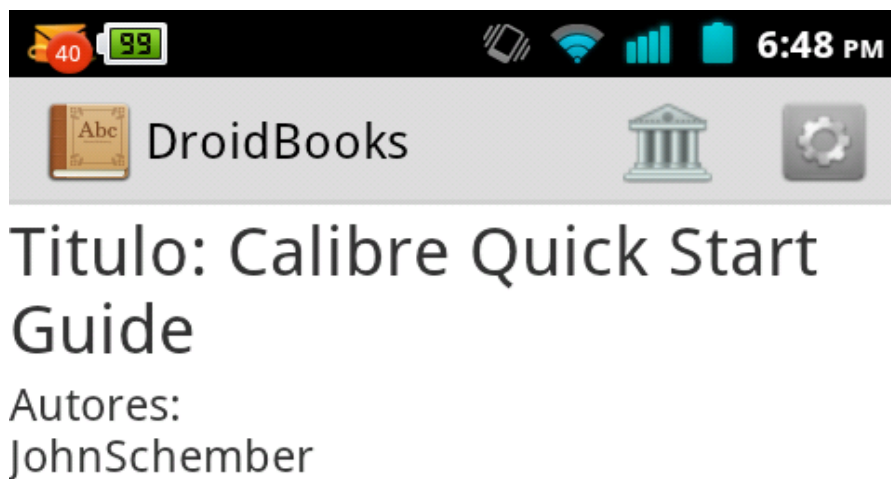 40 99 6:48 PM
Abc DroidBooks
Titulo: Calibre Quick Start
Guide
Autores:
JohnSchember